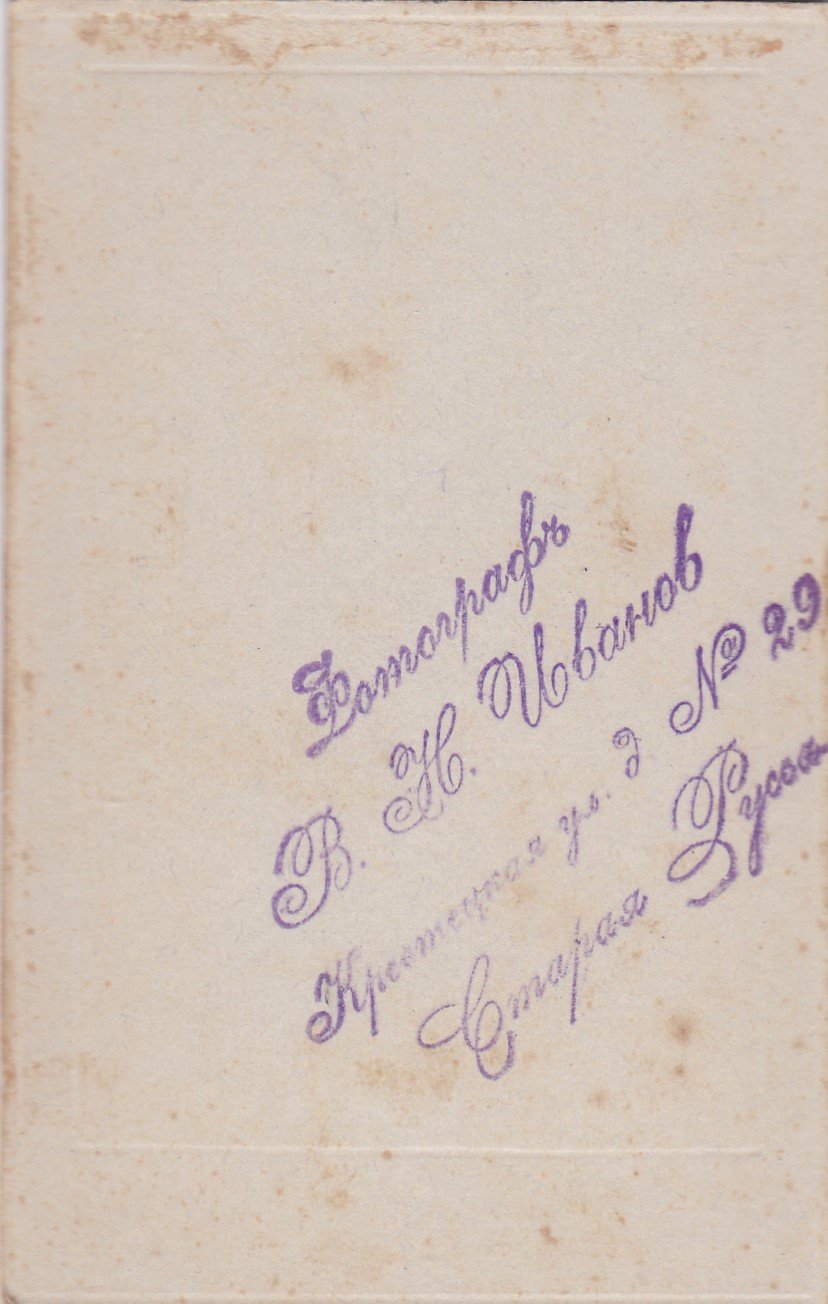 Фотографъ
В. Н. Иванов
Крестецкая ул. д № 29
Старая Русса